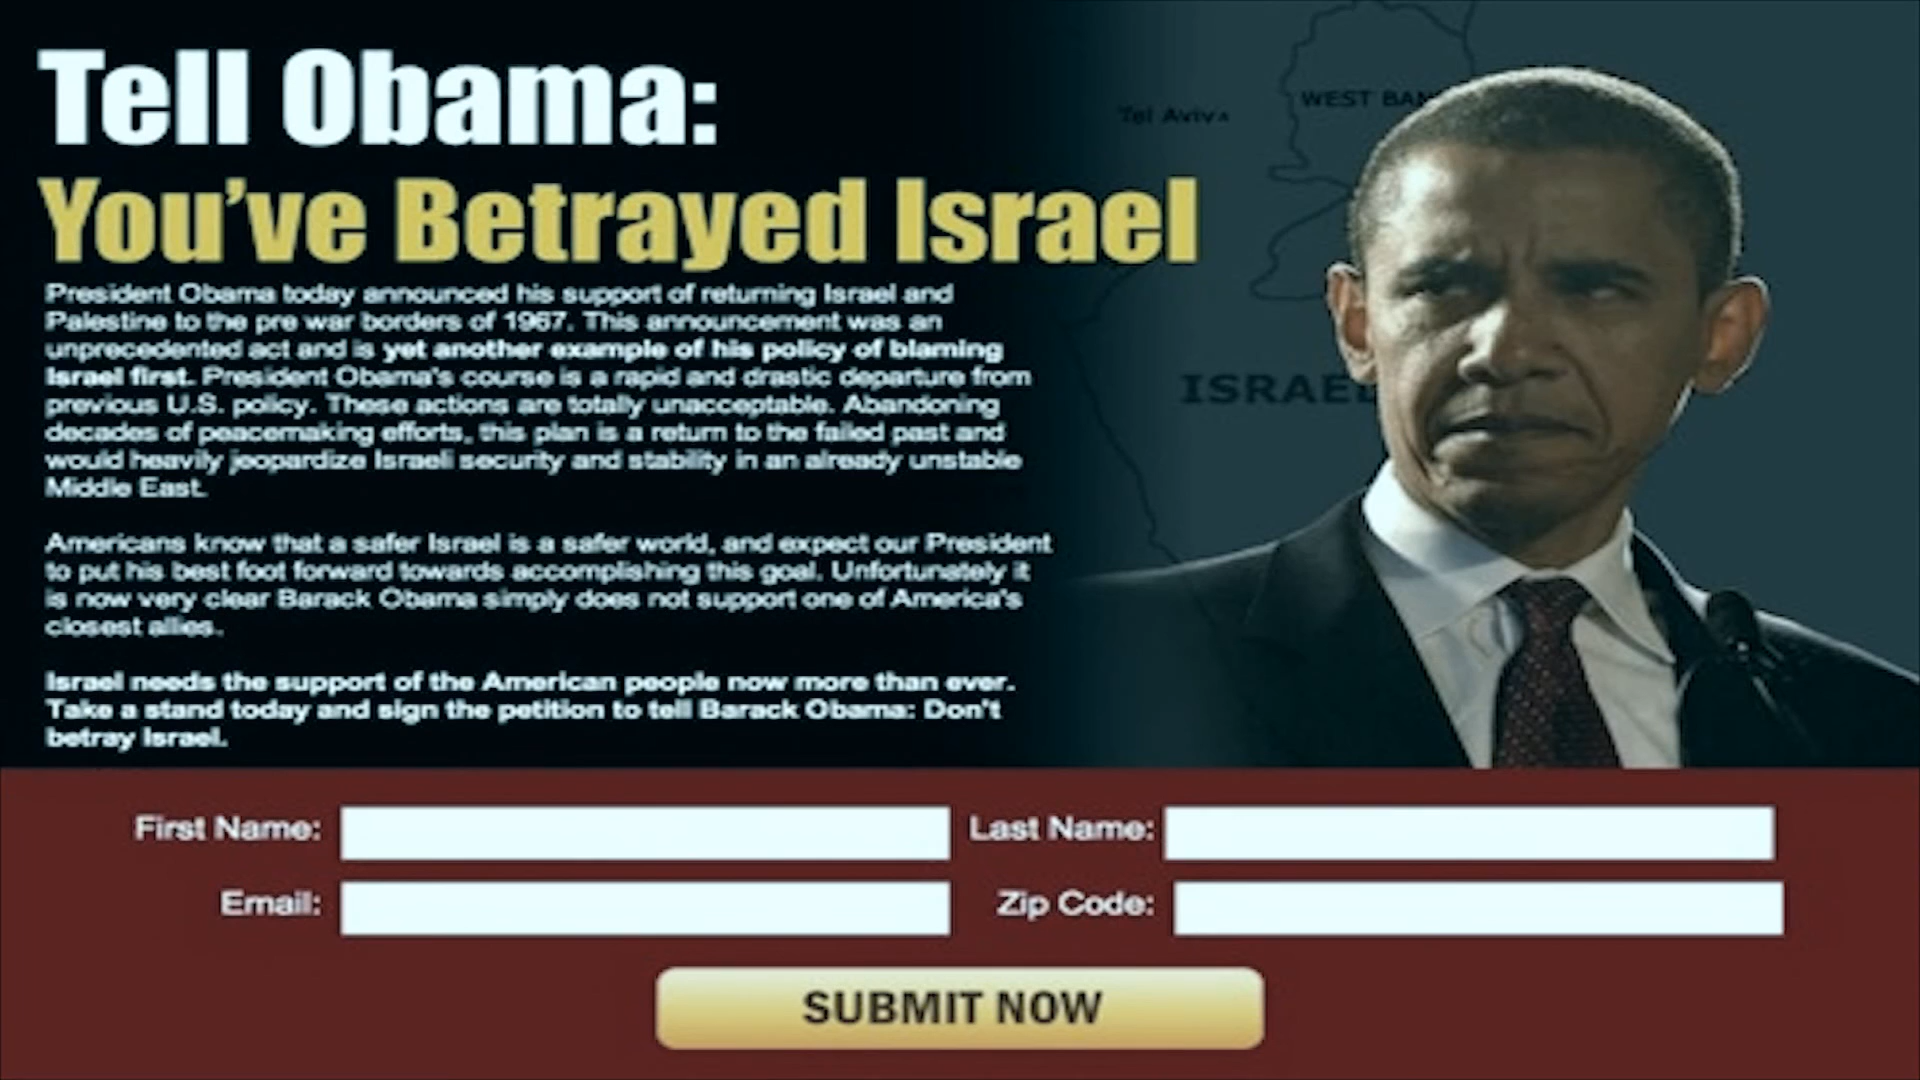 Tell Obama:
You've Betrayed Israel
President Obama today announced his support of returning Israel and
Palestine to the pre war borders of 1967. This announcement was an
unprecedented act and is yet another example of his policy of blaming
Israel first. President Obama's course is a rapid and drastic departure from
previous U.S. policy. These actions are totally unacceptable. Abandoning
decades of peacemaking efforts, this plan is a return to the failed past and
would heavily jeopardize Israeli security and stability in an already unstable
Middle East.
Americans know that a safer Israel is a safer world, and expect our President
to put his best foot forward towards accomplishing this goal. Unfortunately it
is now very clear Barack Obama simply does not support one of America's
closest allies.
Israel needs the support of the American people now more than ever.
Take a stand today and sign the petition to tell Barack Obama: Don't
betray Israel.
Tel Aviv
WEST BAN
ISRAEL
First Name:
Last Name:
Email:
Zip Code:
SUBMIT NOW